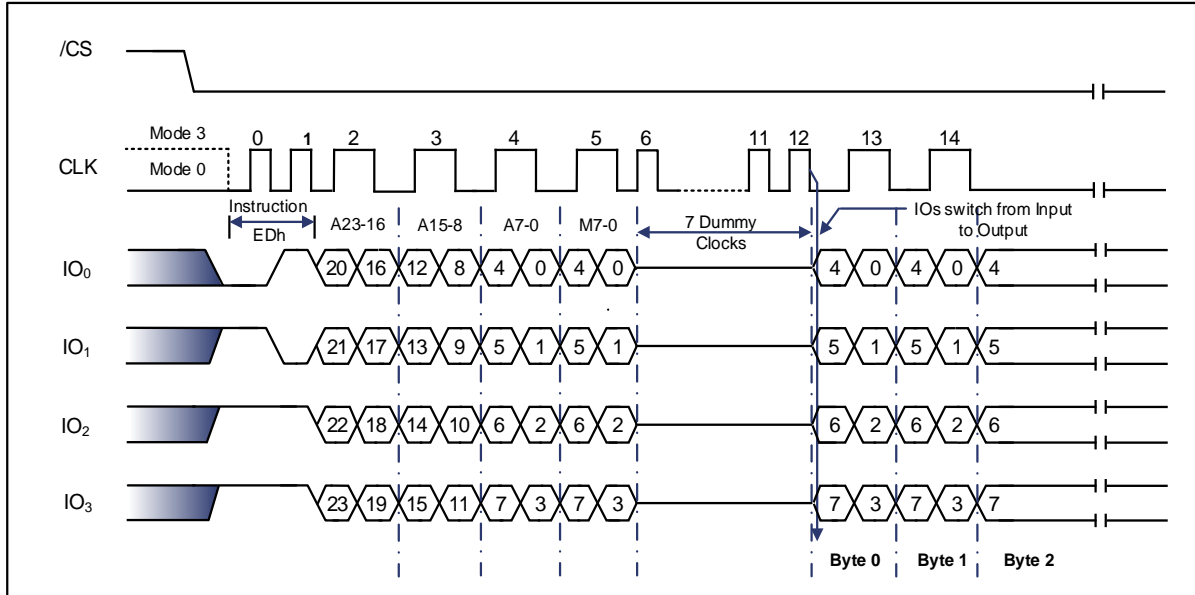 /CS
Mode 3
Mode 0
CLK
0 1 2 3 4 5 6 11 12 13 14
Instruction
EDh
A23-16 A15-8 A7-0 M7-0
7 Dummy
Clocks
IOs switch from Input
to Output
IO0 20 16 12 8 4 0 4 0 4 0 4 0 4
IO1 21 17 13 9 5 1 5 1 5 1 5 1 5
IO2 22 18 14 10 6 2 6 2 6 2 6 2 6
IO3 23 19 15 11 7 3 7 3 7 3 7 3 7
Byte 0 Byte 1 Byte 2